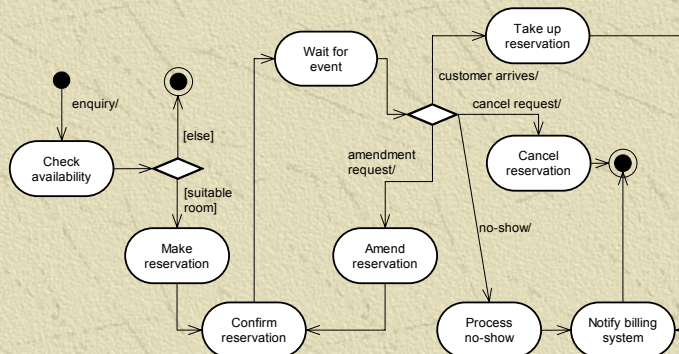 Take up
reservation
Wait for
event
customer arrives/
enquiry/
cancel request/
[else]
Check
availability
amendment
request/
Cancel
reservation
[suitable
room]
no-show/
Make
reservation
Amend
reservation
Confirm
reservation
Process
no-show
Notify billing
system